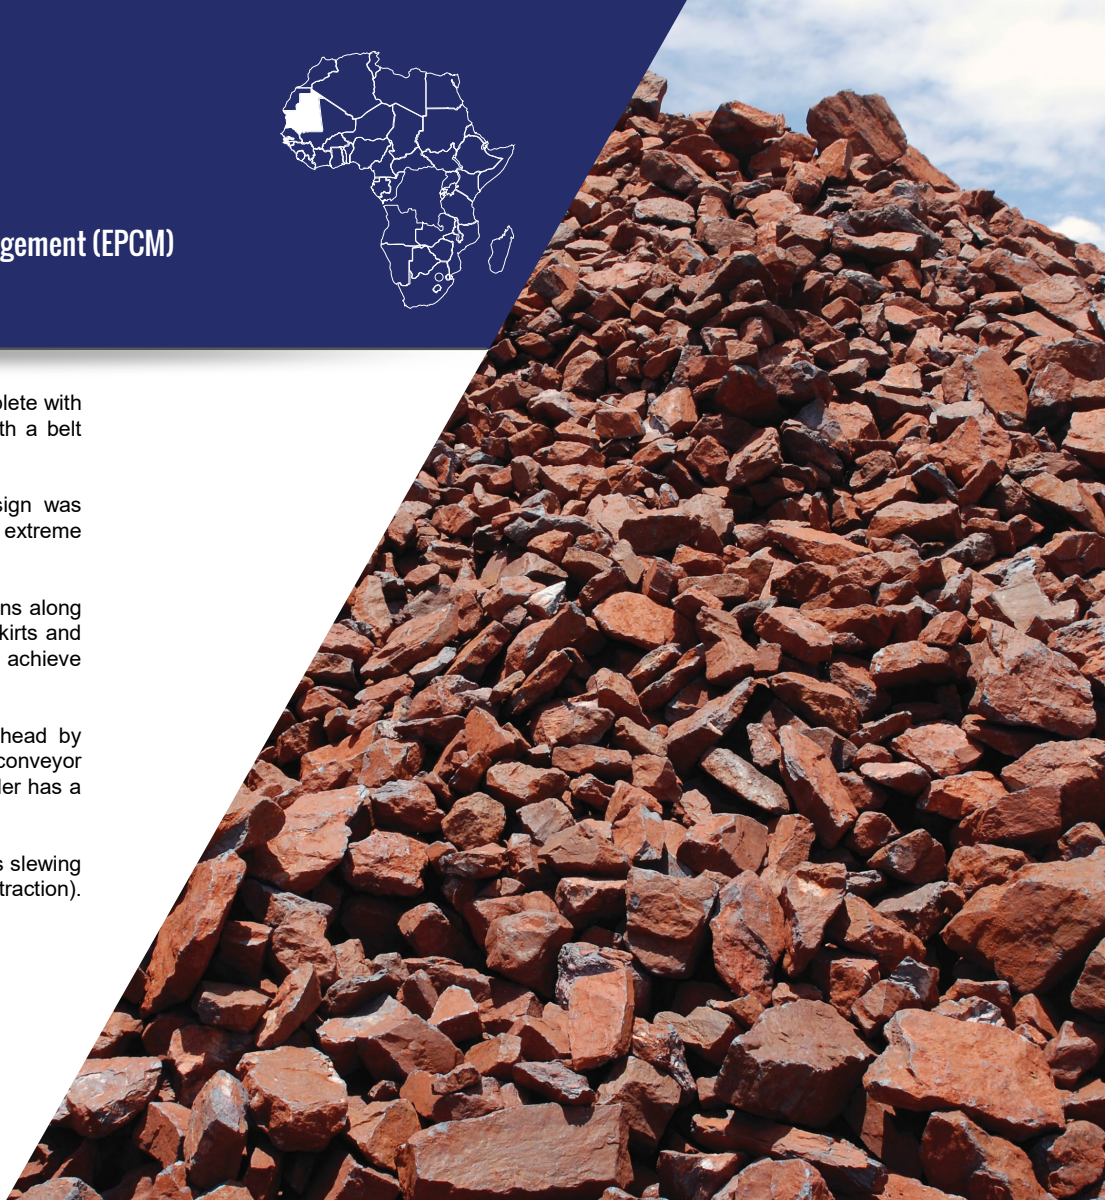 gement (EPCM)
plete with
th a belt
sign was
extreme
ns along
kirts and
achieve
head by
conveyor
ler has a
s slewing
traction).